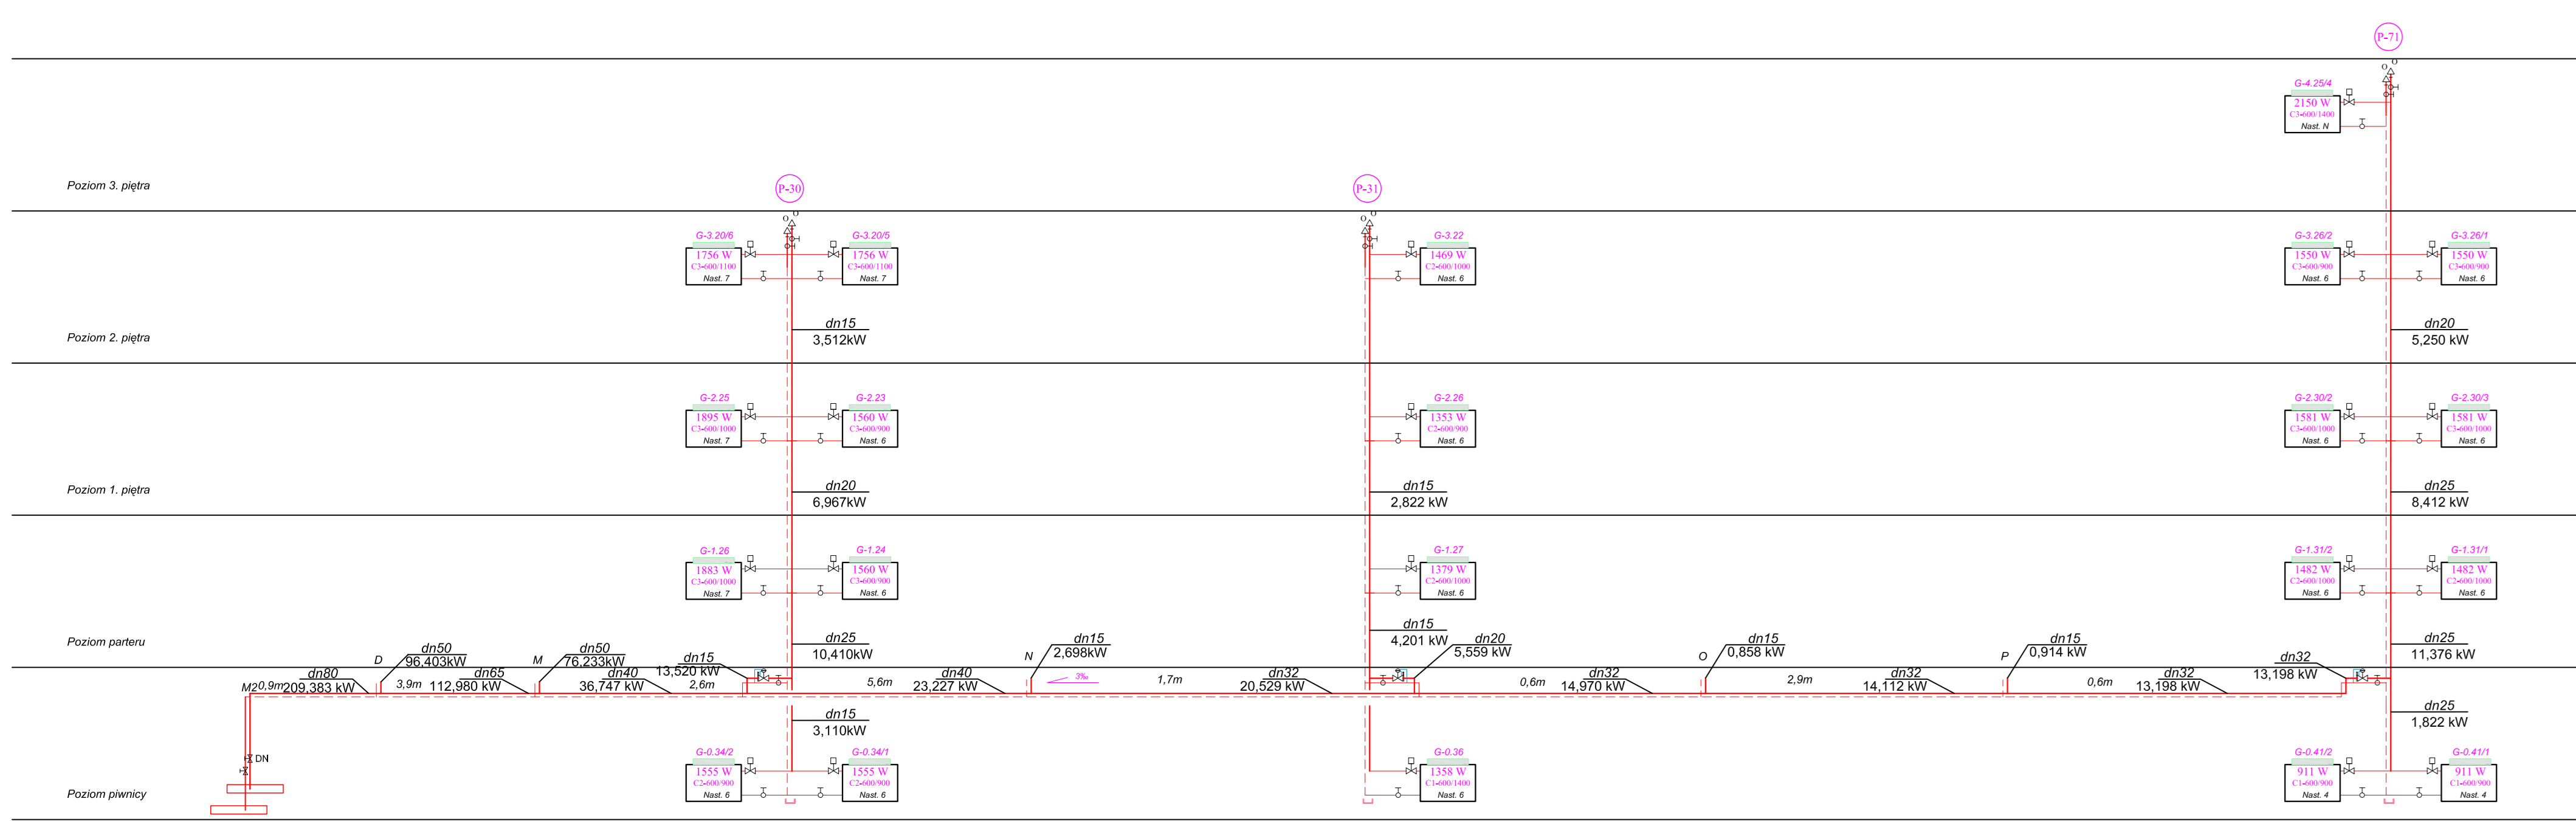 P-71
G-4.25/4
2150 W
C3-600/1400
Nast. N
Poziom 3. piętra
P-30
P-31
G-3.20/6
1756 W
C3-600/1100
Nast. 7
G-3.20/5
1756 W
C3-600/1100
Nast. 7
G-3.22
1469 W
C2-600/1000
Nast. 6
G-3.26/2
1550 W
C3-600/900
Nast. 6
G-3.26/1
1550 W
C3-600/900
Nast. 6
Poziom 2. piętra
dn15
3,512kW
dn20
5,250 kW
G-2.25
1895 W
C3-600/1000
Nast. 7
G-2.23
1560 W
C3-600/900
Nast. 6
G-2.26
1353 W
C2-600/900
Nast. 6
G-2.30/2
1581 W
C3-600/1000
Nast. 6
G-2.30/3
1581 W
C3-600/1000
Nast. 6
Poziom 1. piętra
dn20
6,967kW
dn15
2,822 kW
dn25
8,412 kW
G-1.26
1883 W
C3-600/1000
Nast. 7
G-1.24
1560 W
C3-600/900
Nast. 6
G-1.27
1379 W
C2-600/1000
Nast. 6
G-1.31/2
1482 W
C2-600/1000
Nast. 6
G-1.31/1
1482 W
C2-600/1000
Nast. 6
Poziom parteru
dn25
10,410kW
dn15
4,201 kW
dn25
11,376 kW
M2
0,9m
dn80
209,383 kW
D
dn50
96,403kW
3,9m
dn65
112,980 kW
M
dn50
76,233kW
dn40
36,747 kW
2,6m
dn15
13,520 kW
5,6m
dn40
23,227 kW
N
dn15
2,698kW
3‰
1,7m
dn32
20,529 kW
dn20
5,559 kW
0,6m
dn32
14,970 kW
O
dn15
0,858 kW
2,9m
dn32
14,112 kW
P
dn15
0,914 kW
0,6m
dn32
13,198 kW
dn32
13,198 kW
dn15
3,110kW
dn25
1,822 kW
DN
G-0.34/2
1555 W
C2-600/900
Nast. 6
G-0.34/1
1555 W
C2-600/900
Nast. 6
G-0.36
1358 W
C1-600/1400
Nast. 6
G-0.41/2
911 W
C1-600/900
Nast. 4
G-0.41/1
911 W
C1-600/900
Nast. 4
Poziom piwnicy